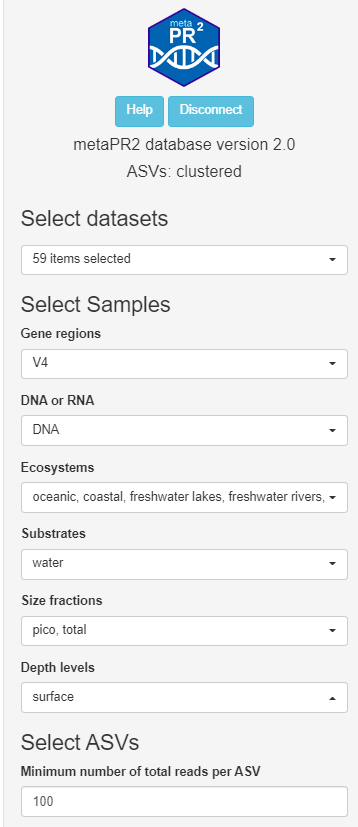 meta
PR2
Help Disconnect
metaPR2 database version 2.0
ASVs: clustered
Select datasets
59 items selected
Select Samples
Gene regions
V4
DNA or RNA
DNA
Ecosystems
oceanic, coastal, freshwater lakes, freshwater rivers,
Substrates
water
Size fractions
pico, total
Depth levels
surface
Select ASVs
Minimum number of total reads per ASV
100